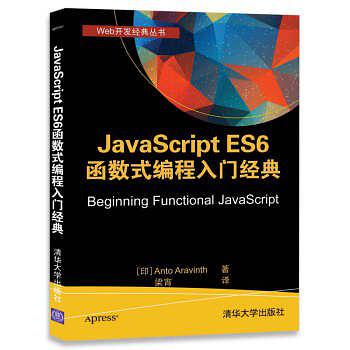 Web开发经典丛书
JavaScript ES6
函数式编程入门经典
Beginning Functional JavaScript
[印] Anto Aravinth 著
梁宵 译
清华大学出版社
Apress®
JavaScript ES6函数式编程入门经典
清华大学出版社